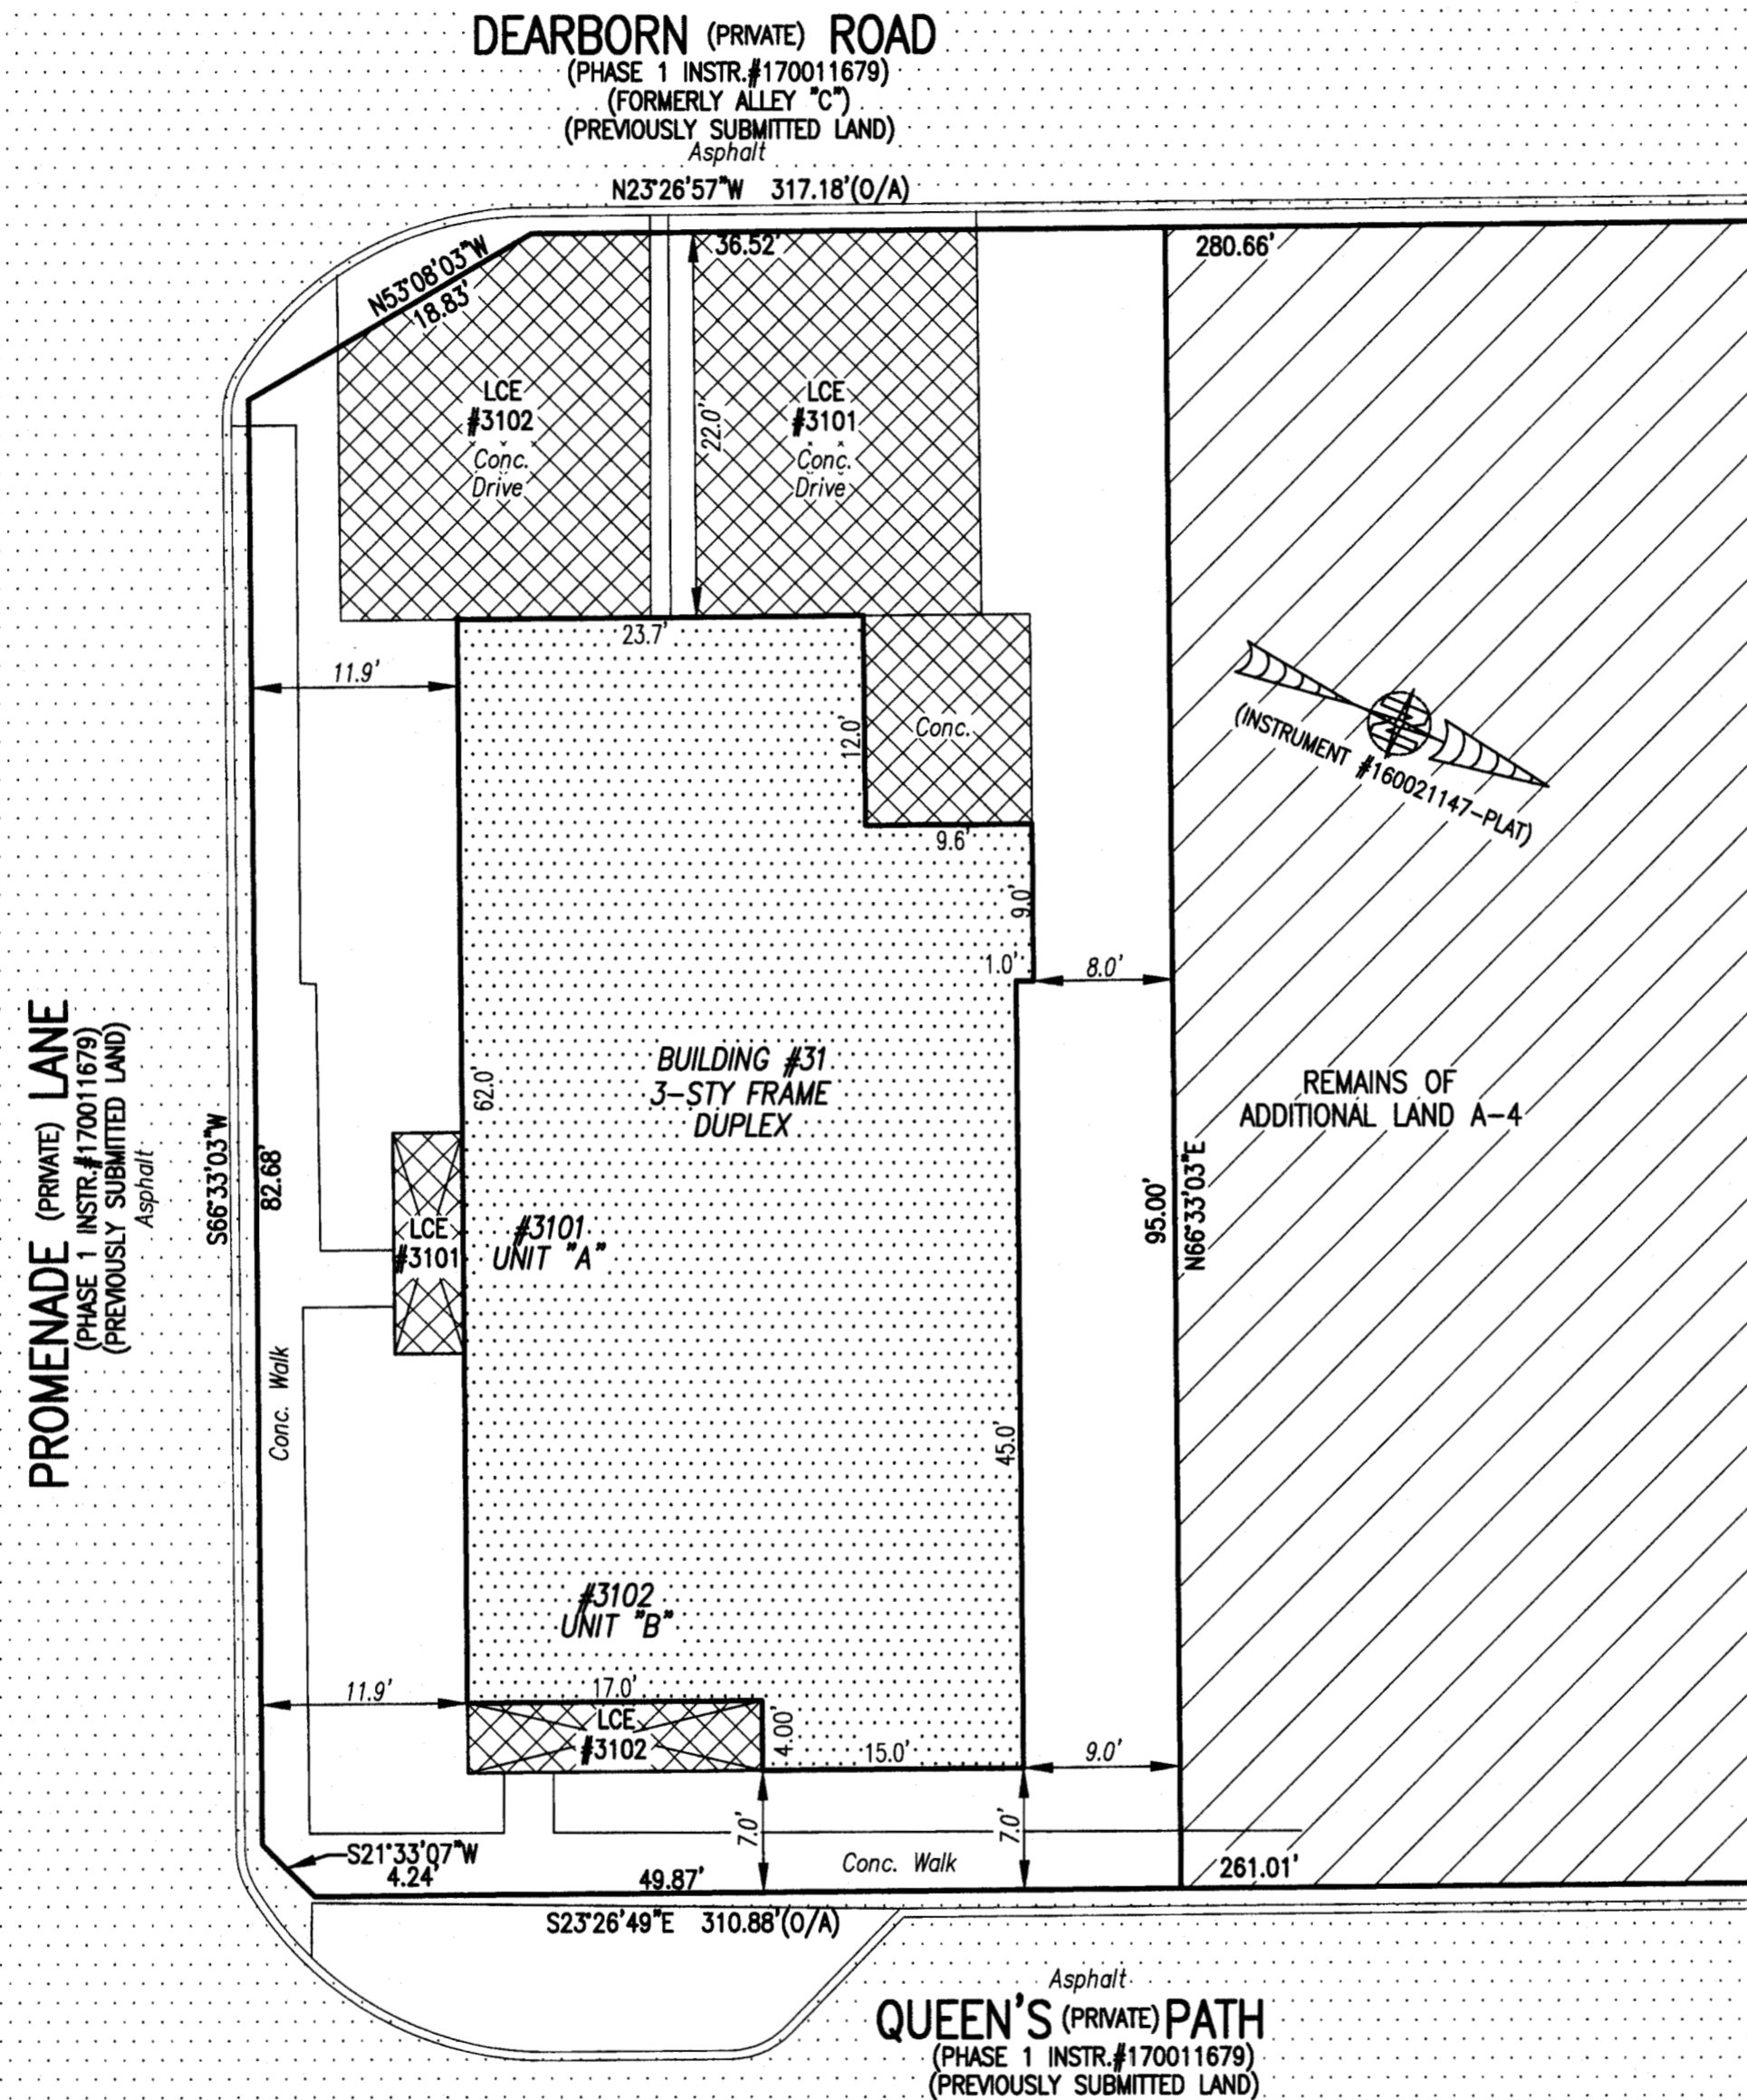 DEARBORN (PRIVATE) ROAD
(PHASE 1 INSTR.#170011679)
(FORMERLY ALLEY "C")
(PREVIOUSLY SUBMITTED LAND)
Asphalt
N23°26'57"W 317.18'(O/A)
36.52'
280.66'
N53°08'03"W
18.83'
LCE
#3102
Conc.
Drive
22.0'
LCE
#3101
Conc.
Drive
23.7'
11.9'
12.0'
Conc.
9.6'
9.0'
1.0'
8.0'
(INSTRUMENT #160021147-PLAT)
PROMENADE (PRIVATE) LANE
(PHASE 1 INSTR.#170011679)
(PREVIOUSLY SUBMITTED LAND)
Asphalt
S66°33'03"W
82.68'
62.0'
BUILDING #31
3-STY FRAME
DUPLEX
REMAINS OF
ADDITIONAL LAND A-4
95.00'
N66°33'03"E
LCE
#3101
#3101
UNIT "A"
Conc. Walk
45.0'
#3102
UNIT "B"
11.9'
17.0'
LCE
#3102
4.00'
15.0'
9.0'
7.0'
7.0'
S21°33'07"W
4.24'
49.87'
Conc. Walk
261.01'
S23°26'49"E 310.88'(O/A)
Asphalt
QUEEN'S (PRIVATE) PATH
(PHASE 1 INSTR.#170011679)
(PREVIOUSLY SUBMITTED LAND)